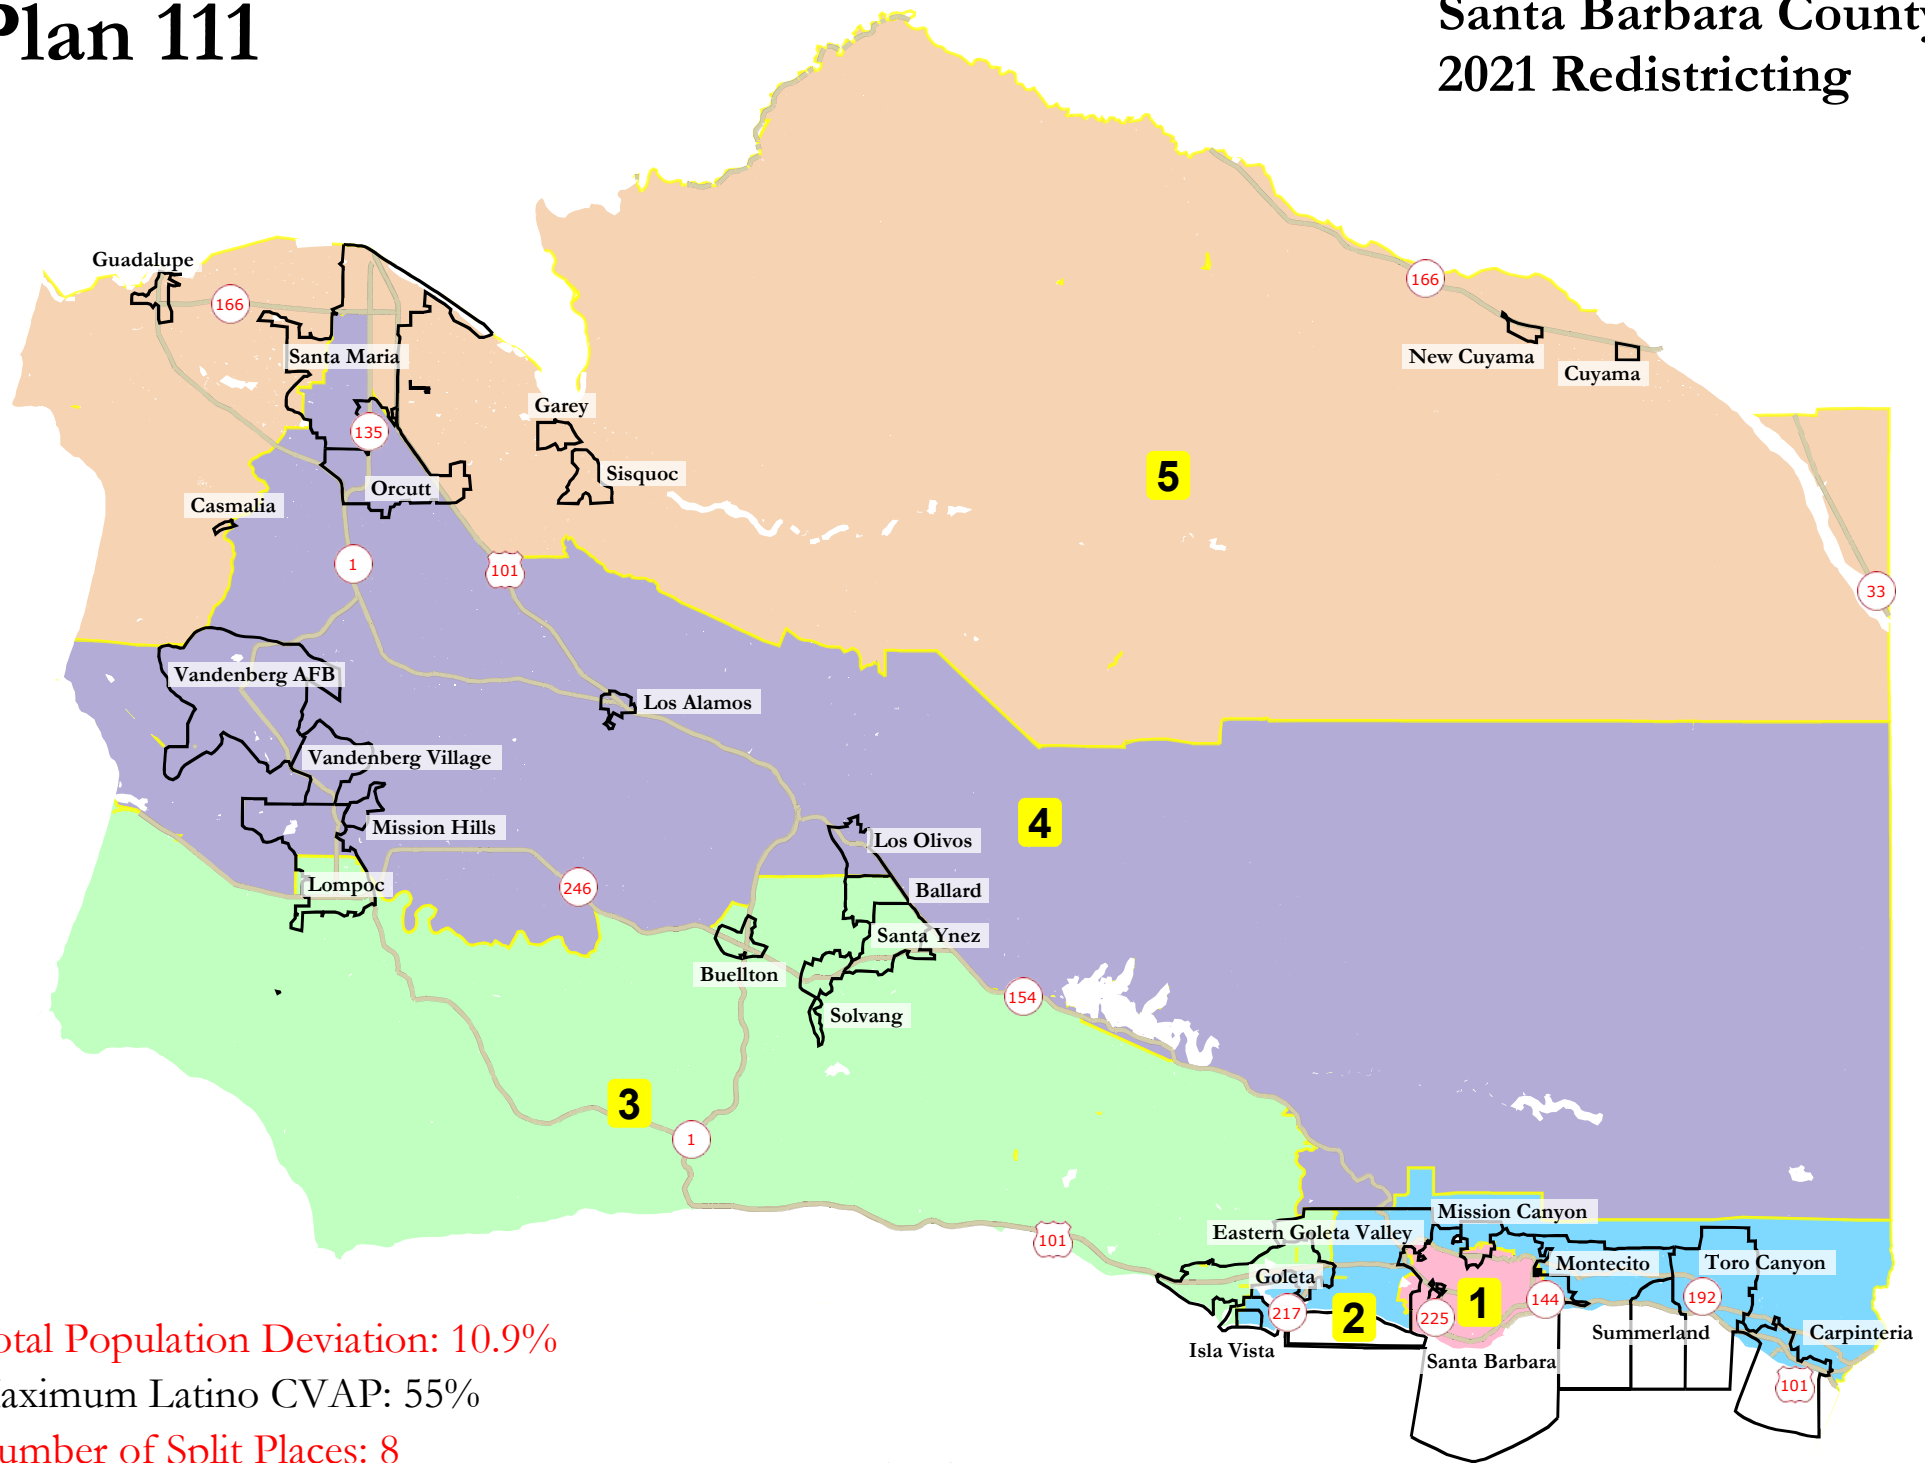 Plan 111
Santa Barbara County
2021 Redistricting
Guadalupe
166
Santa Maria
135
Orcutt
Casmalia
Garey
Sisquoc
166
New Cuyama
Cuyama
5
33
1
101
Vandenberg AFB
Los Alamos
Vandenberg Village
Mission Hills
Lompoc
246
4
Los Olivos
Ballard
Santa Ynez
Buellton
Solvang
154
3
1
101
Mission Canyon
Eastern Goleta Valley
Goleta
Montecito
Toro Canyon
217
2
225
1
144
192
Isla Vista
Santa Barbara
Summerland
Carpinteria
101
otal Population Deviation: 10.9%
aximum Latino CVAP: 55%
umber of Split Places: 8